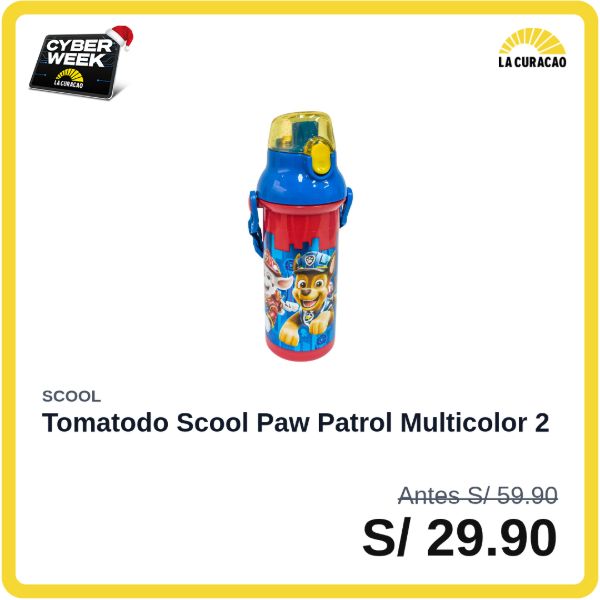 CYBER
WEEK
LA CURACAO
LA CURACAO
SCOOL
Tomatodo Scool Paw Patrol Multicolor 2
Antes S/ 59.90
S/ 29.90